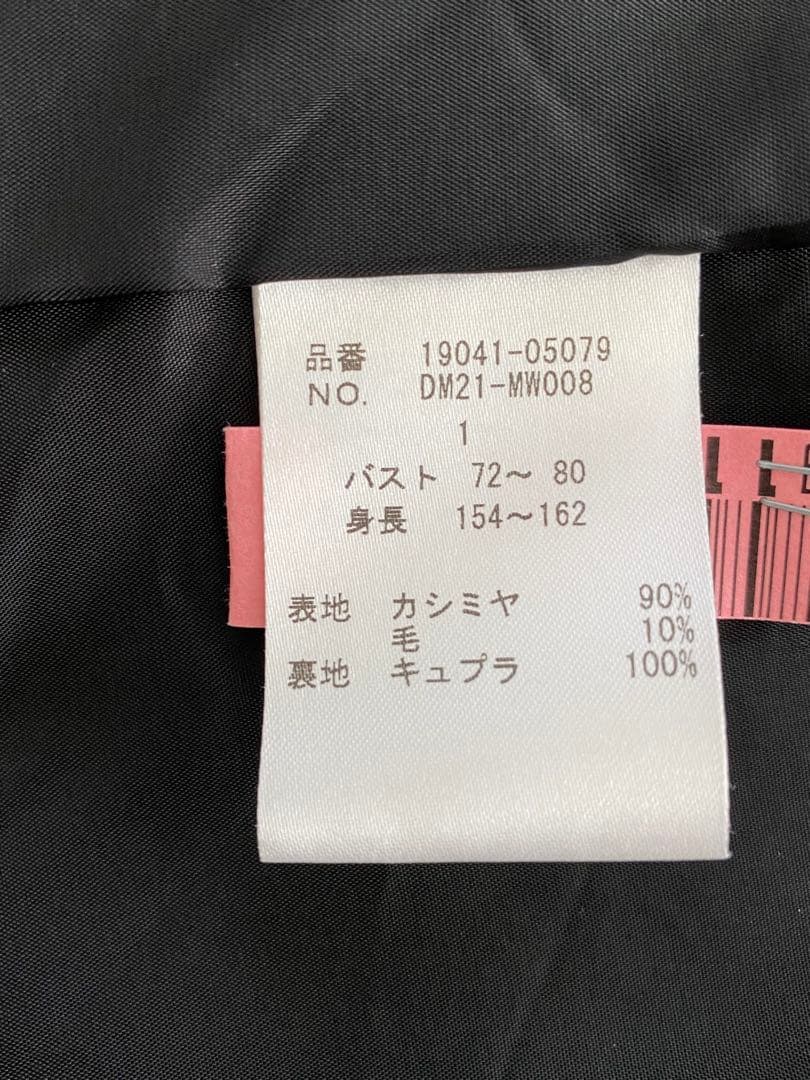 品番 19041-05079
NO. DM21-MW008
1
バスト 72～ 80
身長 154～162
表地 カシミヤ 90%
毛 10%
裏地 キュプラ 100%